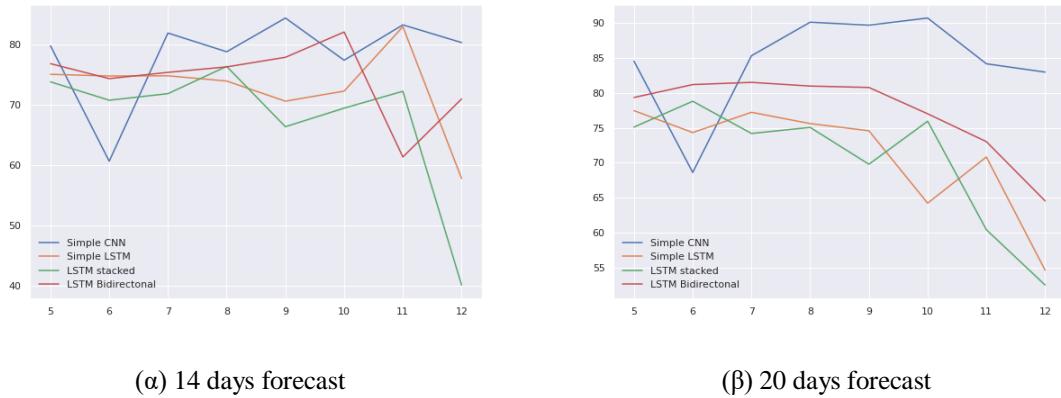 80
70
60
50
40
5 6 7 8 9 10 11 12
Simple CNN
Simple LSTM
LSTM stacked
LSTM Bidirectonal
(α) 14 days forecast
90
85
80
75
70
65
60
55
5 6 7 8 9 10 11 12
Simple CNN
Simple LSTM
LSTM stacked
LSTM Bidirectonal
(β) 20 days forecast